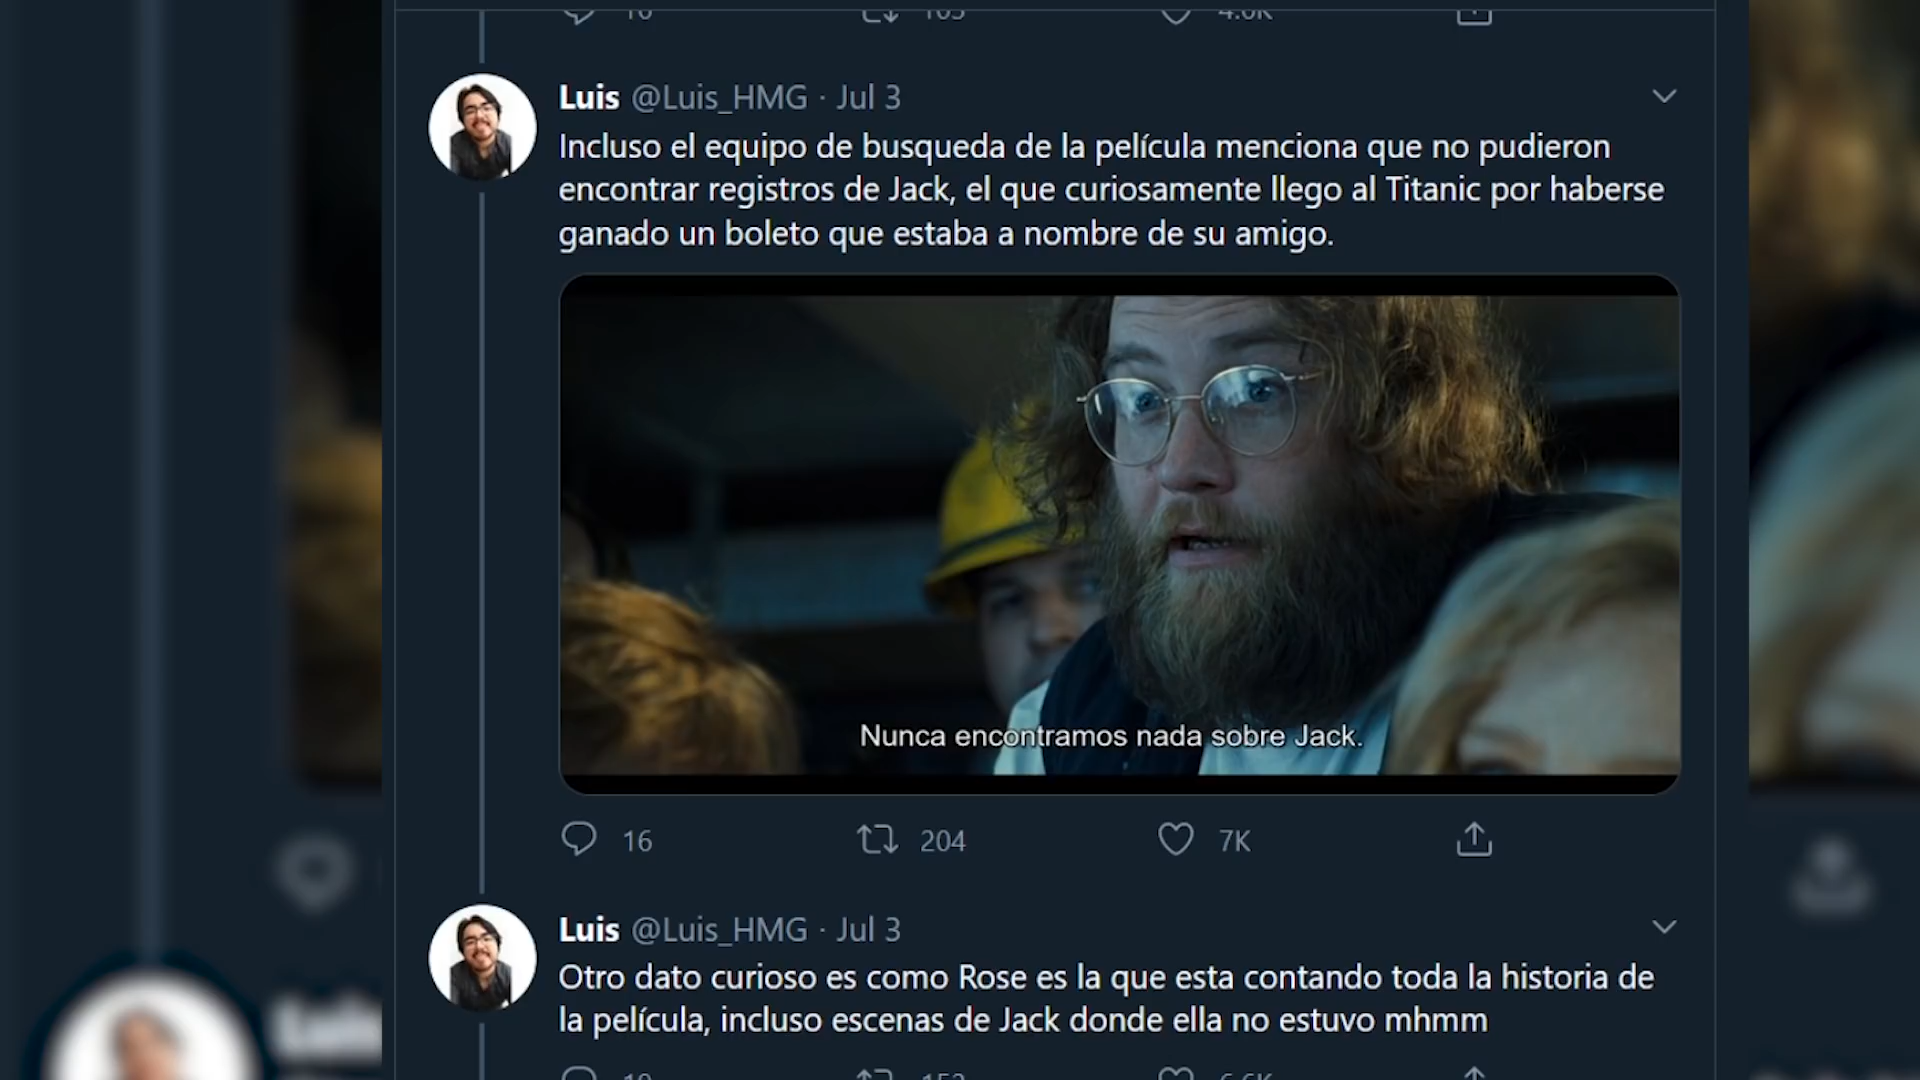 Luis @Luis_HMG · Jul 3
Incluso el equipo de busqueda de la película menciona que no pudieron
encontrar registros de Jack, el que curiosamente llego al Titanic por haberse
ganado un boleto que estaba a nombre de su amigo.
Nunca encontramos nada sobre Jack.
16 204 7K
Luis @Luis_HMG · Jul 3
Otro dato curioso es como Rose es la que esta contando toda la historia de
la película, incluso escenas de Jack donde ella no estuvo mhmm